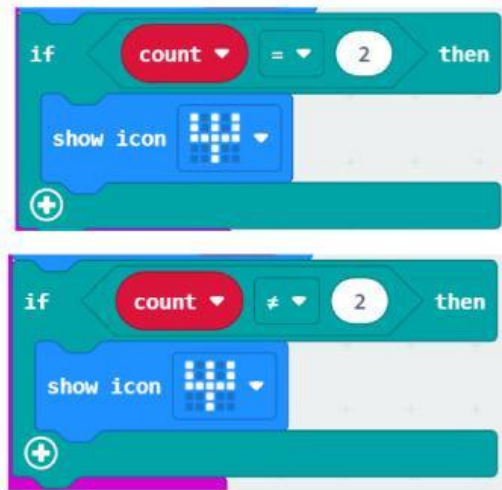 if count = 2 then
show icon
if count ≠ 2 then
show icon